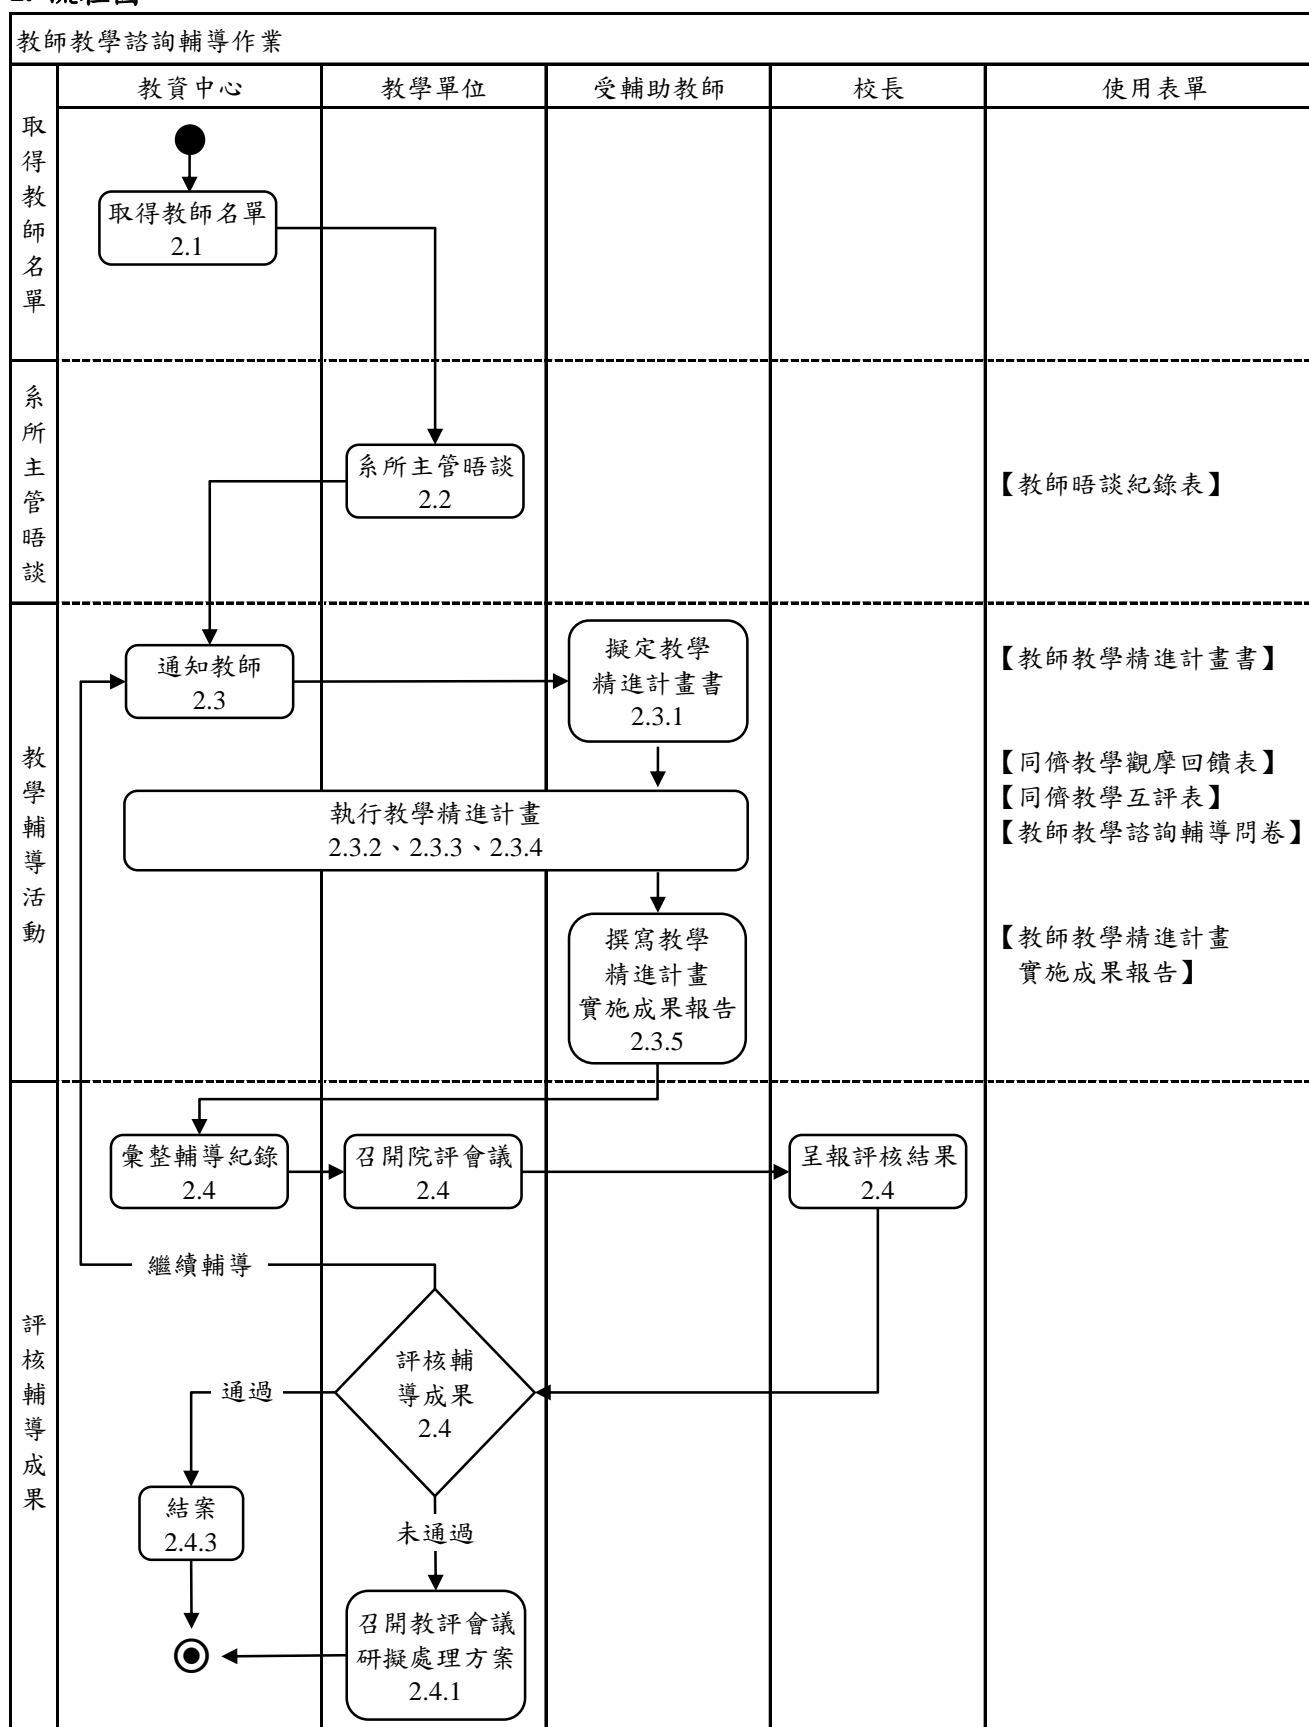 教師教學諮詢輔導作業
教資中心
教學單位
受輔助教師
校長
使用表單
取得教師名單
取得教師名單
2.1
系所主管晤談
系所主管晤談
2.2
【教師晤談紀錄表】
教學輔導活動
通知教師
2.3
擬定教學
精進計畫書
2.3.1
【教師教學精進計畫書】
執行教學精進計畫
2.3.2、2.3.3、2.3.4
【同儕教學觀摩回饋表】
【同儕教學互評表】
【教師教學諮詢輔導問卷】
撰寫教學
精進計畫
實施成果報告
2.3.5
【教師教學精進計畫
實施成果報告】
評核輔導成果
彙整輔導紀錄
2.4
召開院評會議
2.4
呈報評核結果
2.4
繼續輔導
評核輔
導成果
2.4
通過
結案
2.4.3
未通過
召開教評會議
研擬處理方案
2.4.1